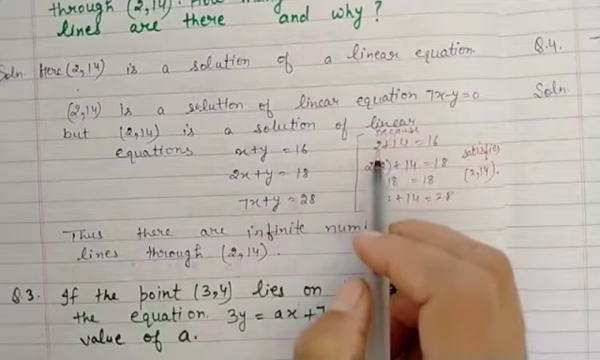 through (2,14). How many
lines are there and why?
Soln. Here (2,14) is a solution of a linear equation. Q.4.
(2,14) is a solution of linear equation 7x-y=0 Soln
but (2,14) is a solution of linear
equations x+y = 16
because
2+14 = 16
2x+y = 18
+14 = 18 satisfies
18 = 18 (2,14).
7x+y = 28
+14 = 28
Thus there are infinite
lines through (2,14).
Q.3. If the point (3,4) lies on
the equation 3y = ax+7
value of a.